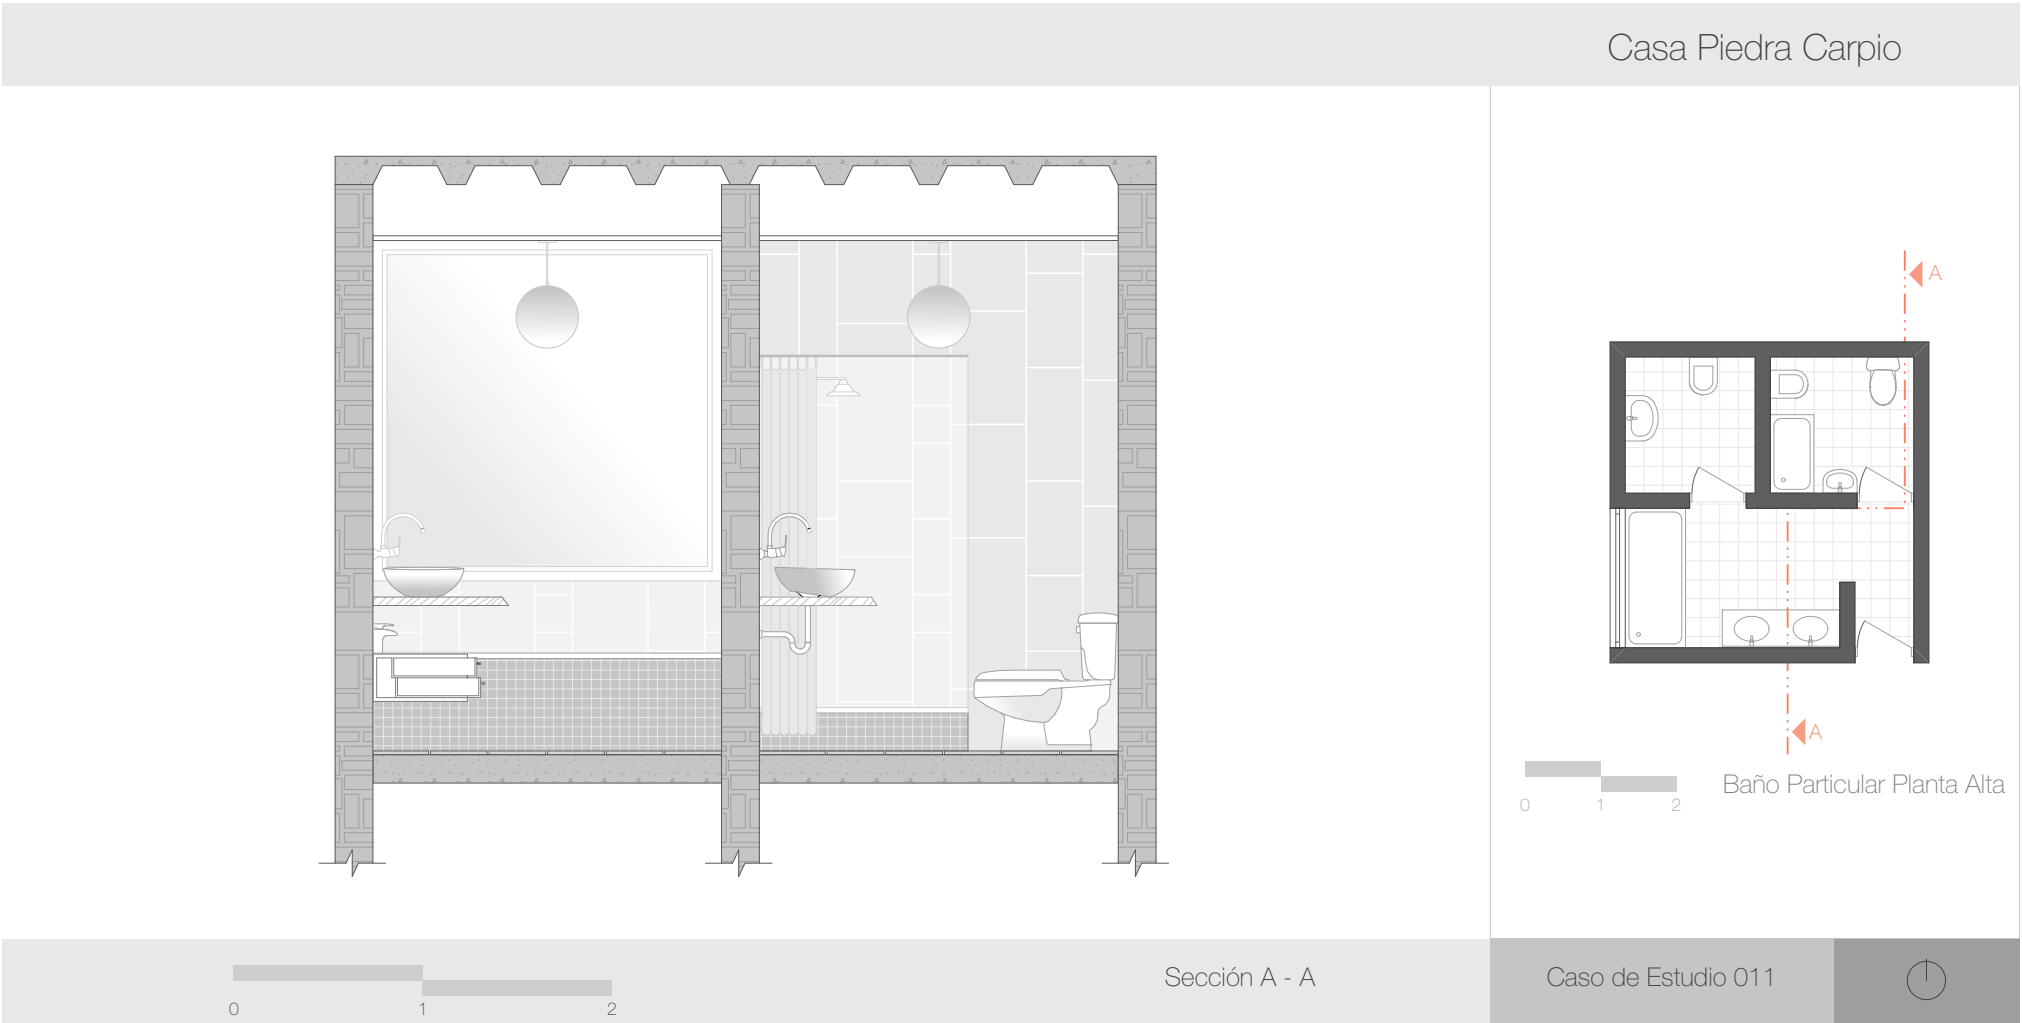 Casa Piedra Carpio
A
A
0 1 2
Baño Particular Planta Alta
0 1 2
Sección A - A
Caso de Estudio 011